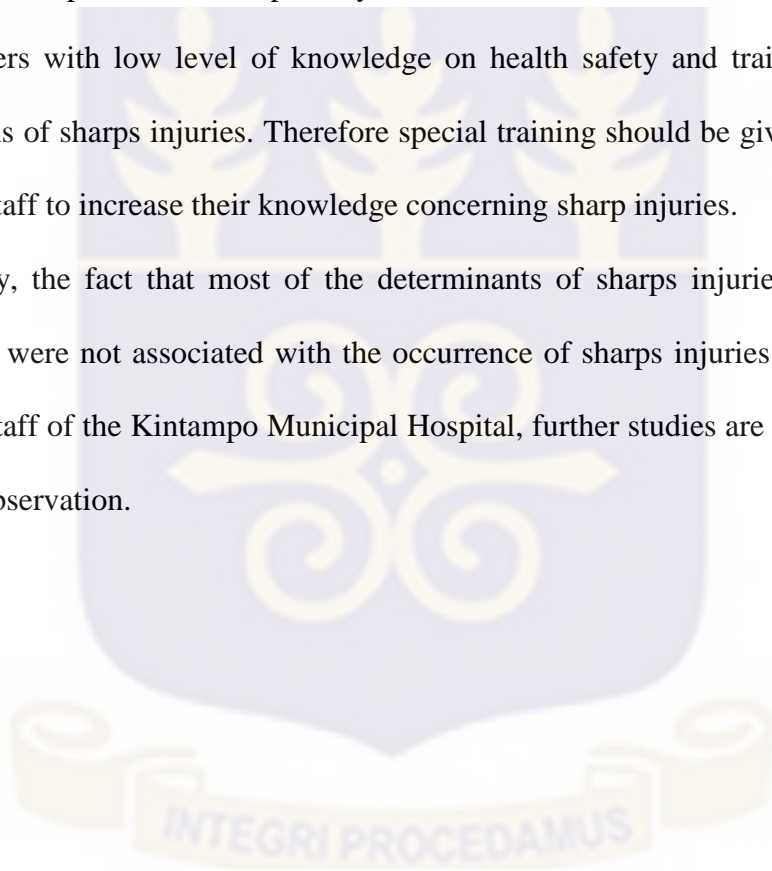 ers with low level of knowledge on health safety and trai
s of sharps injuries. Therefore special training should be giv
taff to increase their knowledge concerning sharp injuries.
y, the fact that most of the determinants of sharps injurie
were not associated with the occurrence of sharps injuries
taff of the Kintampo Municipal Hospital, further studies are
bservation.
INTEGRI PROCEDAMUS